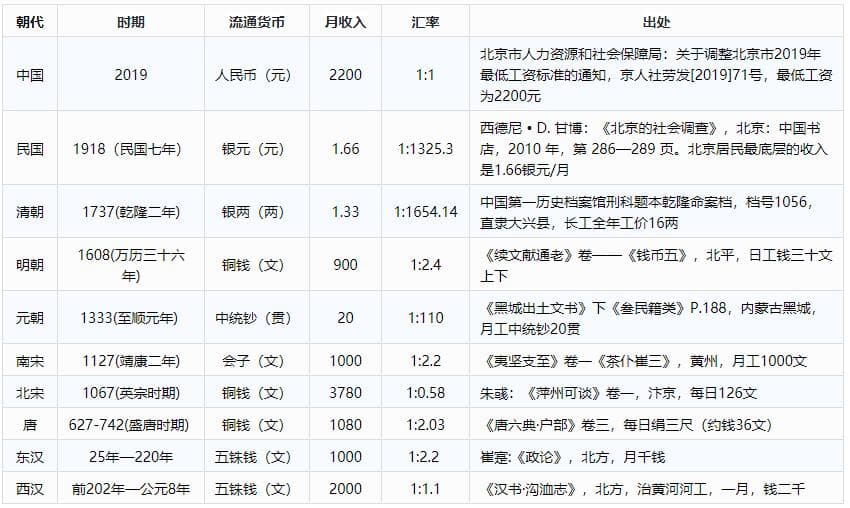 朝代 时期 流通货币 月收入 汇率 出处
中国 2019 人民币（元） 2200 1:1 北京市人力资源和社会保障局：关于调整北京市2019年
最低工资标准的通知，京人社劳发[2019]71号，最低工资
为2200元
民国 1918（民国七年） 银元（元） 1.66 1:1325.3 西德尼 • D. 甘博：《北京的社会调查》，北京：中国书
店，2010 年，第 286—289 页。北京居民最底层的收入
是1.66银元/月
清朝 1737(乾隆二年) 银两（两） 1.33 1:1654.14 中国第一历史档案馆刑科题本乾隆命案档，档号1056，
直隶大兴县，长工全年工价16两
明朝 1608(万历三十六
年) 铜钱（文） 900 1:2.4 《续文献通老》卷——《钱币五》，北平，日工钱三十文
上下
元朝 1333(至顺元年) 中统钞（贯） 20 1:110 《黑城出土文书》下《叁民籍类》P.188，内蒙古黑城，
月工中统钞20贯
南宋 1127(靖康二年) 会子（文） 1000 1:2.2 《夷坚支至》卷一《茶仆崔三》，黄州，月工1000文
北宋 1067(英宗时期) 铜钱（文） 3780 1:0.58 朱彧：《萍州可谈》卷一，汴京，每日126文
唐 627-742(盛唐时期) 铜钱（文） 1080 1:2.03 《唐六典·户部》卷三，每日绢三尺（约钱36文）
东汉 25年—220年 五铢钱（文） 1000 1:2.2 崔寔:《政论》，北方，月千钱
西汉 前202年—公元8年 五铢钱（文） 2000 1:1.1 《汉书·沟洫志》，北方，治黄河河工，一月，钱二千